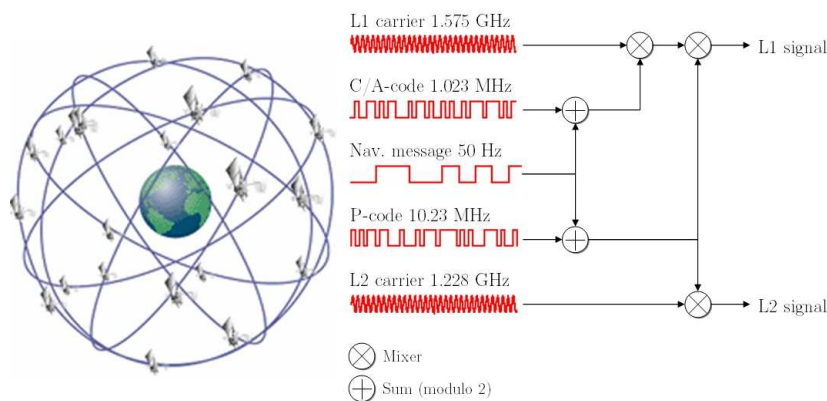 L1 carrier 1.575 GHz
L1 signal
C/A-code 1.023 MHz
Nav. message 50 Hz
P-code 10.23 MHz
L2 carrier 1.228 GHz
L2 signal
Mixer
Sum (modulo 2)